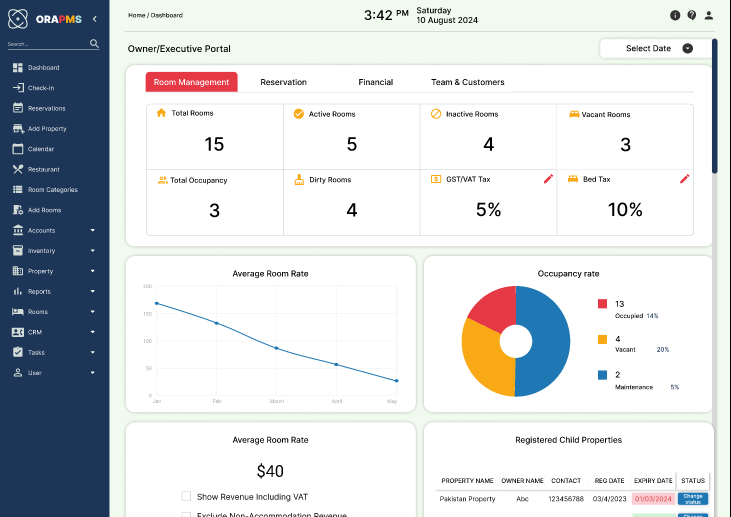 ORAPMS
Search...
Dashboard
Check-in
Reservations
Add Property
Calendar
Restaurant
Room Categories
Add Rooms
Accounts
Inventory
Property
Reports
Rooms
CRM
Tasks
User
Home / Dashboard
3:42 PM
Saturday
10 August 2024
Owner/Executive Portal
Select Date
Room Management
Reservation
Financial
Team & Customers
Total Rooms
15
Active Rooms
5
Inactive Rooms
4
Vacant Rooms
3
Total Occupancy
3
Dirty Rooms
4
GST/VAT Tax
5%
Bed Tax
10%
Average Room Rate
200
150
100
50
0
Jan
Feb
March
April
May
Occupancy rate
13
Occupied 14%
4
Vacant 20%
2
Maintenance 5%
Average Room Rate
$40
Show Revenue Including VAT
Exclude Non-Accommodation Revenue
Registered Child Properties
PROPERTY NAME OWNER NAME CONTACT REG DATE EXPIRY DATE STATUS
Pakistan Property Abc 123456788 03/4/2023 01/03/2024 Change status